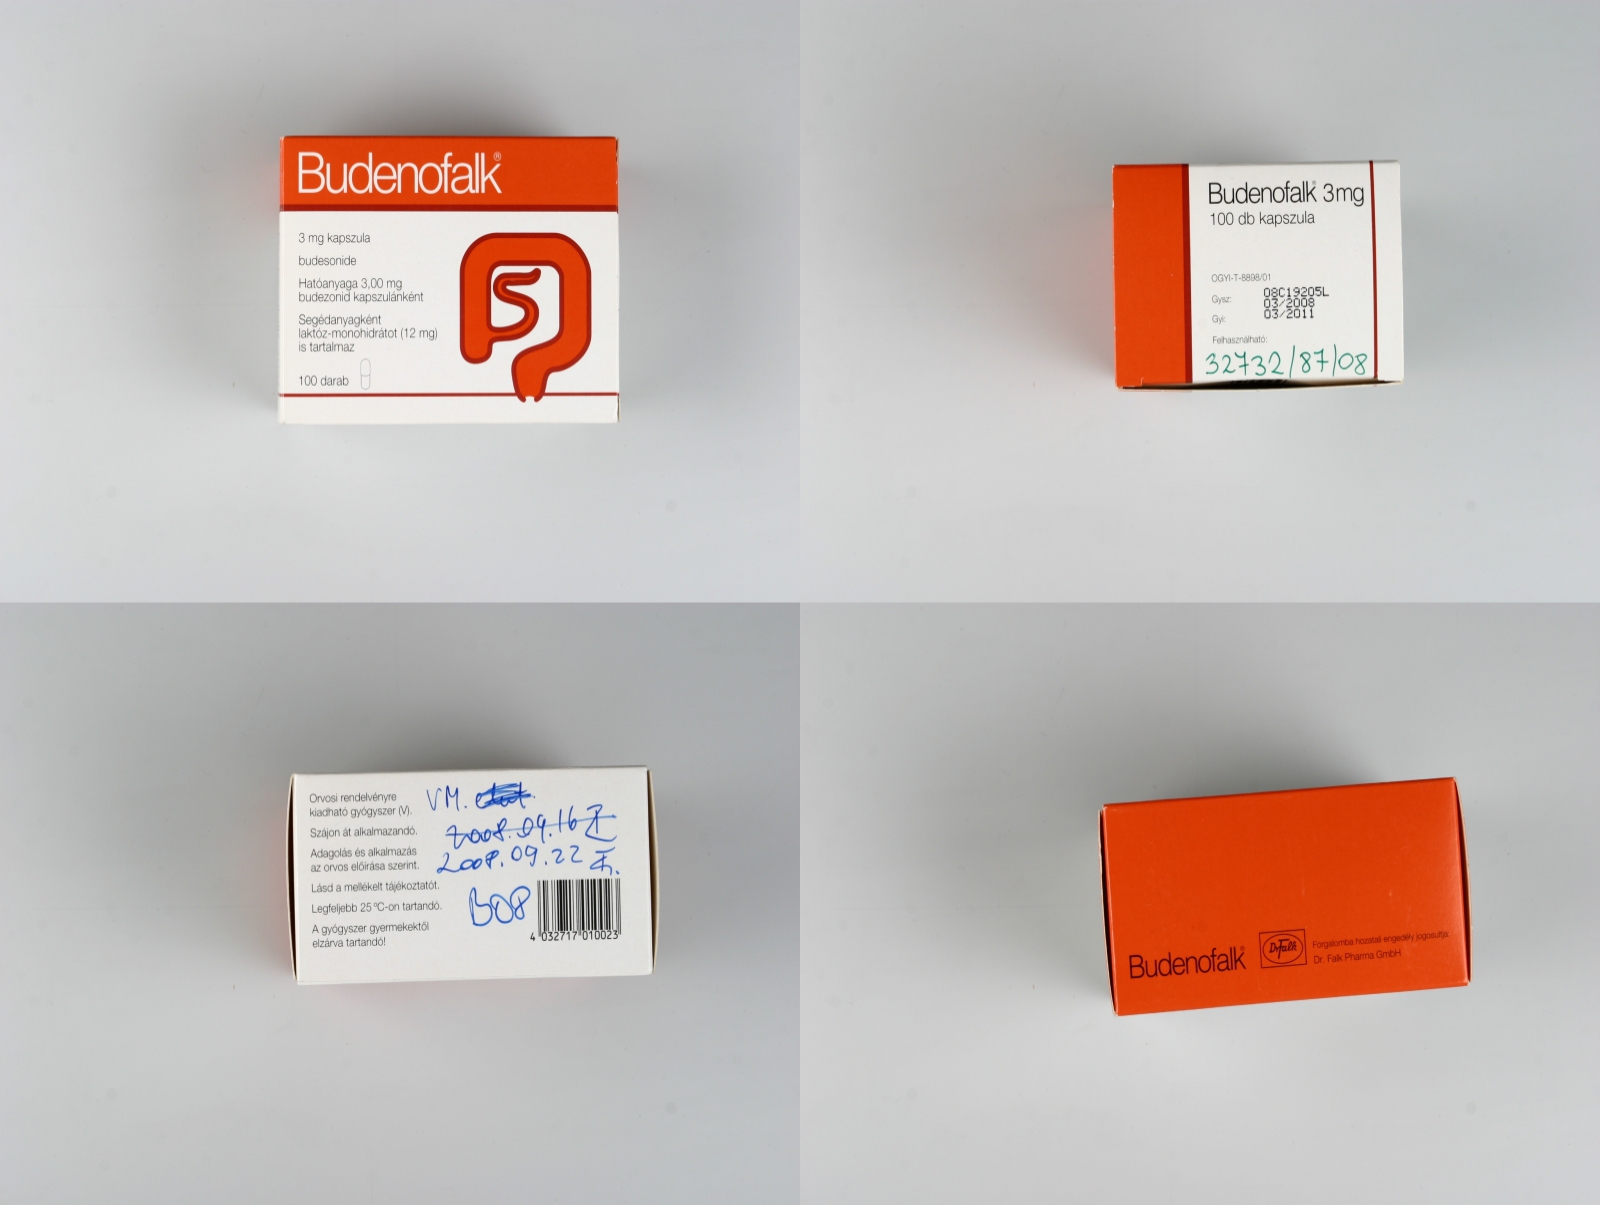 Budenofalk®
3 mg kapszula
budesonide
Hatóanyaga 3,00 mg
budezonid kapszulánként
Segédanyagként
laktóz-monohidrátot (12 mg)
is tartalmaz
100 darab
Budenofalk® 3mg
100 db kapszula
OGYI-T-8898/01
Gysz: 08C19205L
03/2008
Gyi: 03/2011
Felhasználható:
32732/87/08
Orvosi rendelvényre
kiadható gyógyszer (V).
Szájon át alkalmazandó.
Adagolás és alkalmazás
az orvos előírása szerint.
Lásd a mellékelt tájékoztatót.
Legfeljebb 25 ºC-on tartandó.
A gyógyszer gyermekektől
elzárva tartandó!
VM.
2008.09.16
2008.09.22
B08
4 032717 010023
Budenofalk®
Dr Falk
Forgalomba hozatali engedély jogosultja:
Dr. Falk Pharma GmbH